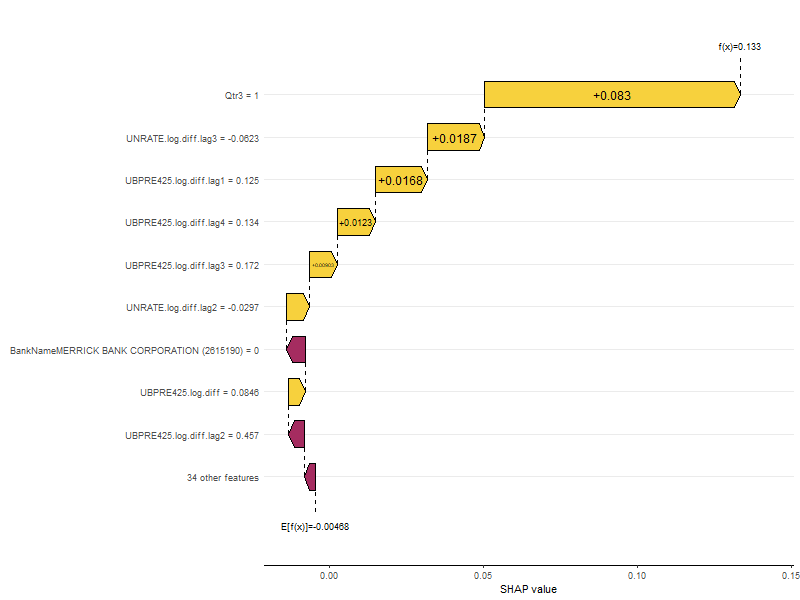 f(x)=0.133
Qtr3 = 1
+0.083
UNRATE.log.diff.lag3 = -0.0623
+0.0187
UBPRE425.log.diff.lag1 = 0.125
+0.0168
UBPRE425.log.diff.lag4 = 0.134
+0.0123
UBPRE425.log.diff.lag3 = 0.172
UNRATE.log.diff.lag2 = -0.0297
BankNameMERRICK BANK CORPORATION (2615190) = 0
UBPRE425.log.diff = 0.0846
UBPRE425.log.diff.lag2 = 0.457
34 other features
E[f(x)]=-0.00468
0.00 0.05 0.10 0.15
SHAP value